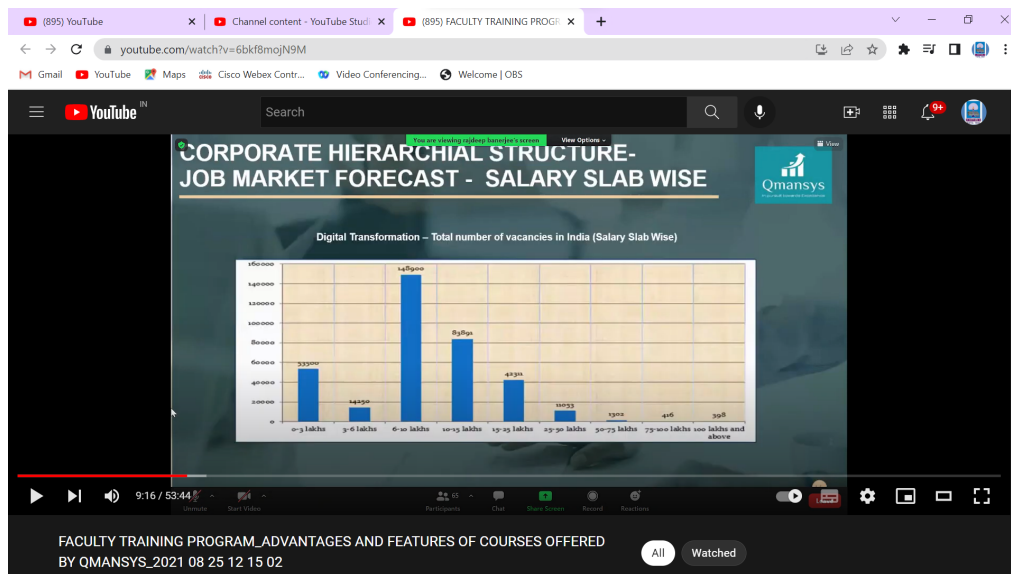 (895) YouTube
Channel content - YouTube Studi
(895) FACULTY TRAINING PROGR
youtube.com/watch?v=6bkf8mojN9M
Gmail
YouTube
Maps
Cisco Webex Contr...
Video Conferencing...
Welcome | OBS
YouTube IN
Search
9+
You are viewing rajdeep banerjee's screen
View Options
View
CORPORATE HIERARCHIAL STRUCTURE-
JOB MARKET FORECAST - SALARY SLAB WISE
Qmansys
Digital Transformation – Total number of vacancies in India (Salary Slab Wise)
160000
140000
120000
100000
80000
60000
40000
20000
0
53500
14250
148900
83891
42311
11053
1302
416
398
0-3 lakhs
3-6 lakhs
6-10 lakhs
10-15 lakhs
15-25 lakhs
25-50 lakhs
50-75 lakhs
75-100 lakhs
100 lakhs and
above
9:16 / 53:44
Unmute
Start Video
65
Participants
Chat
Share Screen
Record
Reactions
FACULTY TRAINING PROGRAM_ADVANTAGES AND FEATURES OF COURSES OFFERED
BY QMANSYS_2021 08 25 12 15 02
All
Watched